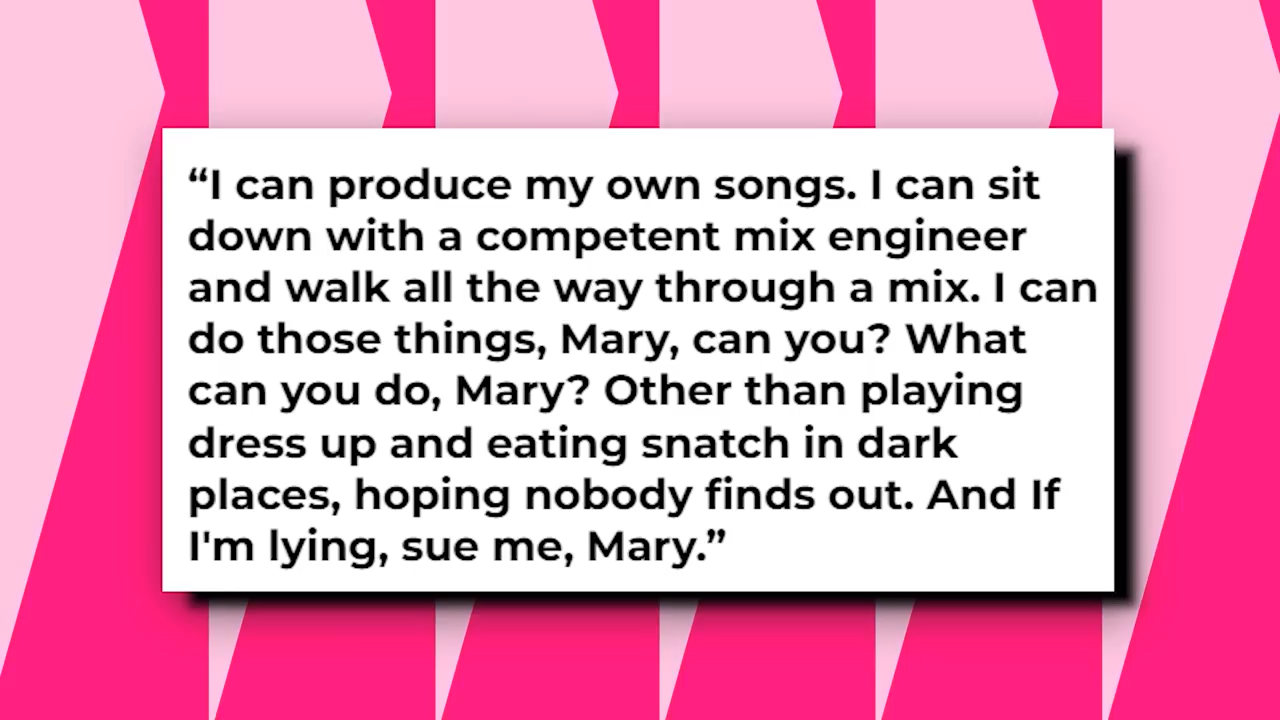 “I can produce my own songs. I can sit
down with a competent mix engineer
and walk all the way through a mix. I can
do those things, Mary, can you? What
can you do, Mary? Other than playing
dress up and eating snatch in dark
places, hoping nobody finds out. And If
I'm lying, sue me, Mary.”